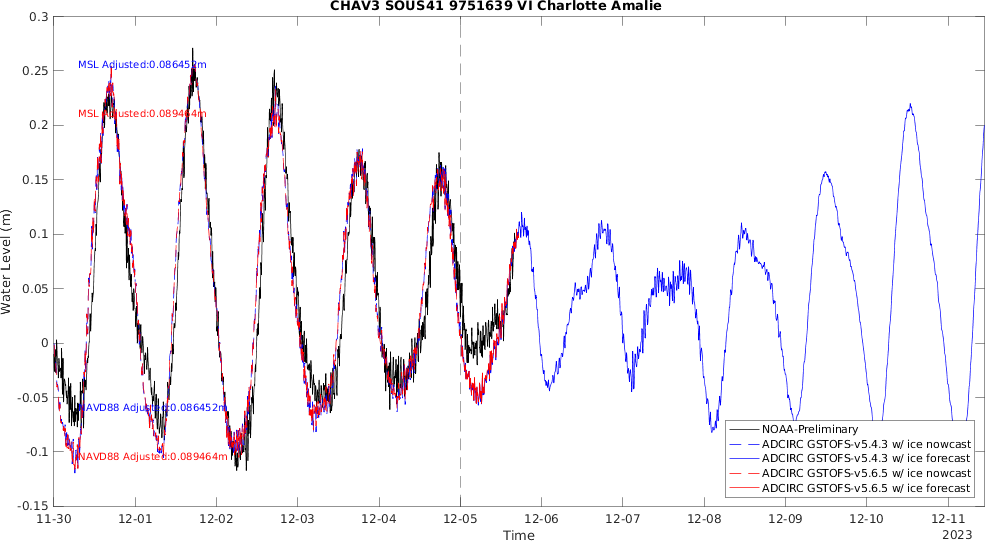 CHAV3 SOUS41 9751639 VI Charlotte Amalie
0.3
0.25
0.2
0.15
0.1
0.05
0
-0.05
-0.1
-0.15
Water Level (m)
MSL Adjusted:0.086452m
MSL Adjusted:0.089464m
NAVD88 Adjusted:0.086452m
NAVD88 Adjusted:0.089464m
NOAA-Preliminary
ADCIRC GSTOFS-v5.4.3 w/ ice nowcast
ADCIRC GSTOFS-v5.4.3 w/ ice forecast
ADCIRC GSTOFS-v5.6.5 w/ ice nowcast
ADCIRC GSTOFS-v5.6.5 w/ ice forecast
11-30 12-01 12-02 12-03 12-04 12-05 12-06 12-07 12-08 12-09 12-10 12-11
Time
2023